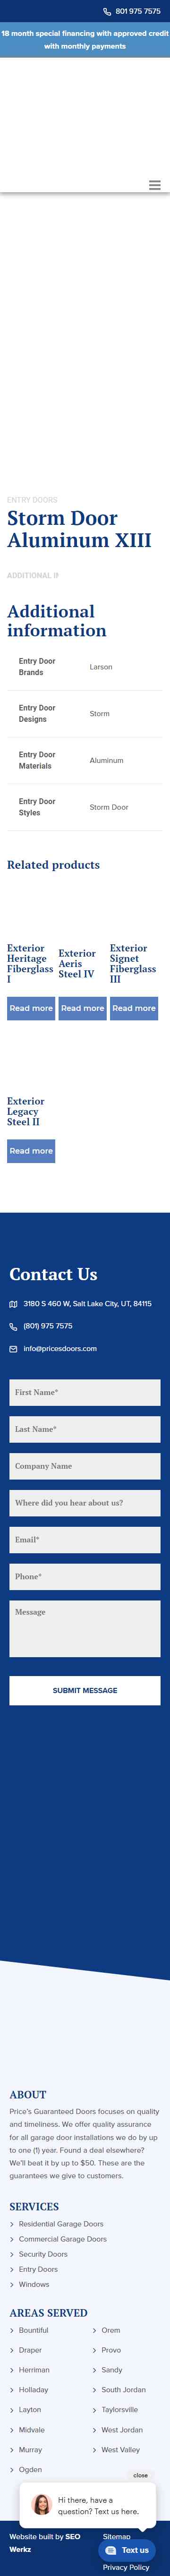 801 975 7575
18 month special financing with approved credit
with monthly payments
ENTRY DOORS
Storm Door
Aluminum XIII
ADDITIONAL
Additional
information
Entry Door
Brands
Larson
Entry Door
Designs
Storm
Entry Door
Materials
Aluminum
Entry Door
Styles
Storm Door
Related products
Exterior
Heritage
Fiberglass
I
Read more
Exterior
Aeris
Steel IV
Read more
Exterior
Signet
Fiberglass
III
Read more
Exterior
Legacy
Steel II
Read more
Contact Us
3180 S 460 W, Salt Lake City, UT, 84115
(801) 975 7575
info@pricesdoors.com
First Name*
Last Name*
Company Name
Where did you hear about us?
Email*
Phone*
Message
SUBMIT MESSAGE
ABOUT
Price's Guaranteed Doors focuses on quality
and timeliness. We offer quality assurance
for all garage door installations we do by up
to one (1) year. Found a deal elsewhere?
We'll beat it by up to $50. These are the
guarantees we give to customers.
SERVICES
Residential Garage Doors
Commercial Garage Doors
Security Doors
Entry Doors
Windows
AREAS SERVED
Bountiful
Draper
Herriman
Holladay
Layton
Midvale
Murray
Ogden
Orem
Provo
Sandy
South Jordan
Taylorsville
West Jordan
West Valley
close
Hi there, have a
question? Text us here.
Website built by SEO
Werkz
Sitemap
Text us
Privacy Policy